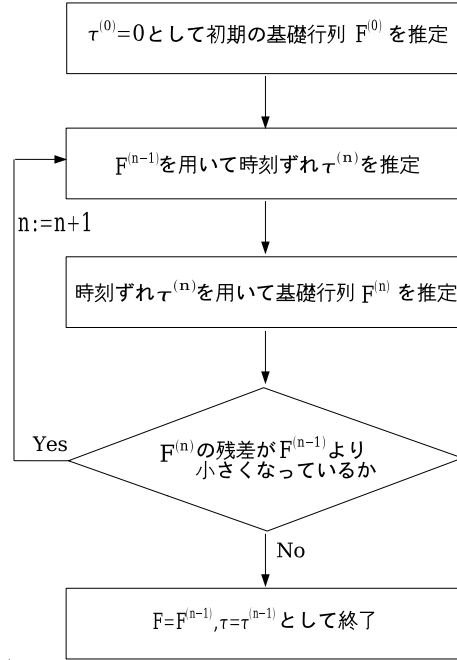 τ⁽⁰⁾=0として初期の基礎行列 F⁽⁰⁾ を推定
F⁽ⁿ⁻¹⁾を用いて時刻ずれτ⁽ⁿ⁾を推定
n:=n+1
時刻ずれτ⁽ⁿ⁾を用いて基礎行列 F⁽ⁿ⁾ を推定
Yes
F⁽ⁿ⁾の残差がF⁽ⁿ⁻¹⁾より
小さくなっているか
No
F=F⁽ⁿ⁻¹⁾,τ=τ⁽ⁿ⁻¹⁾として終了